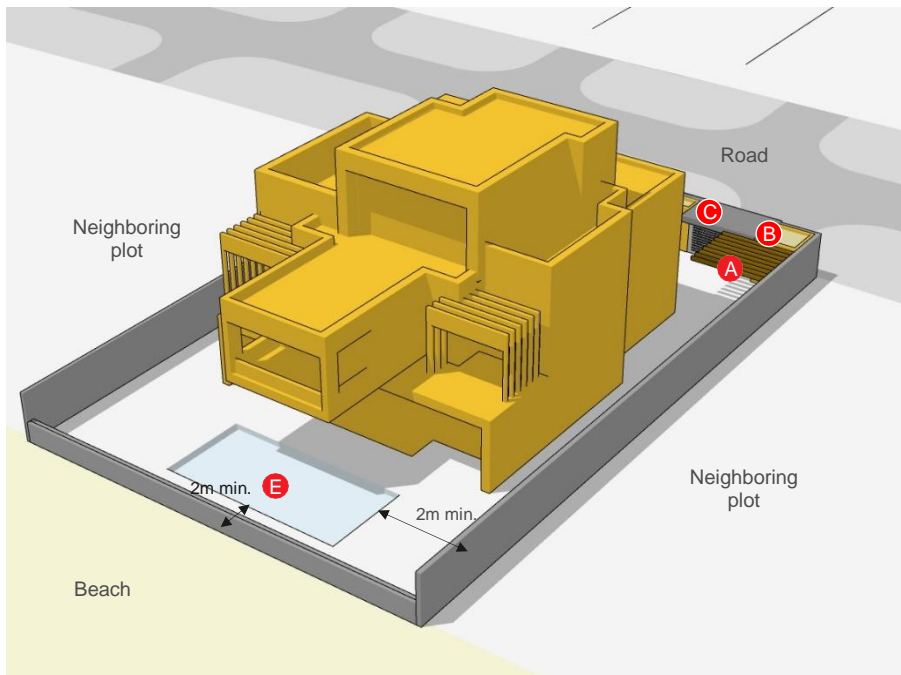 Road
C
B
A
Neighboring
plot
Neighboring
plot
2m min.
E
2m min.
Beach